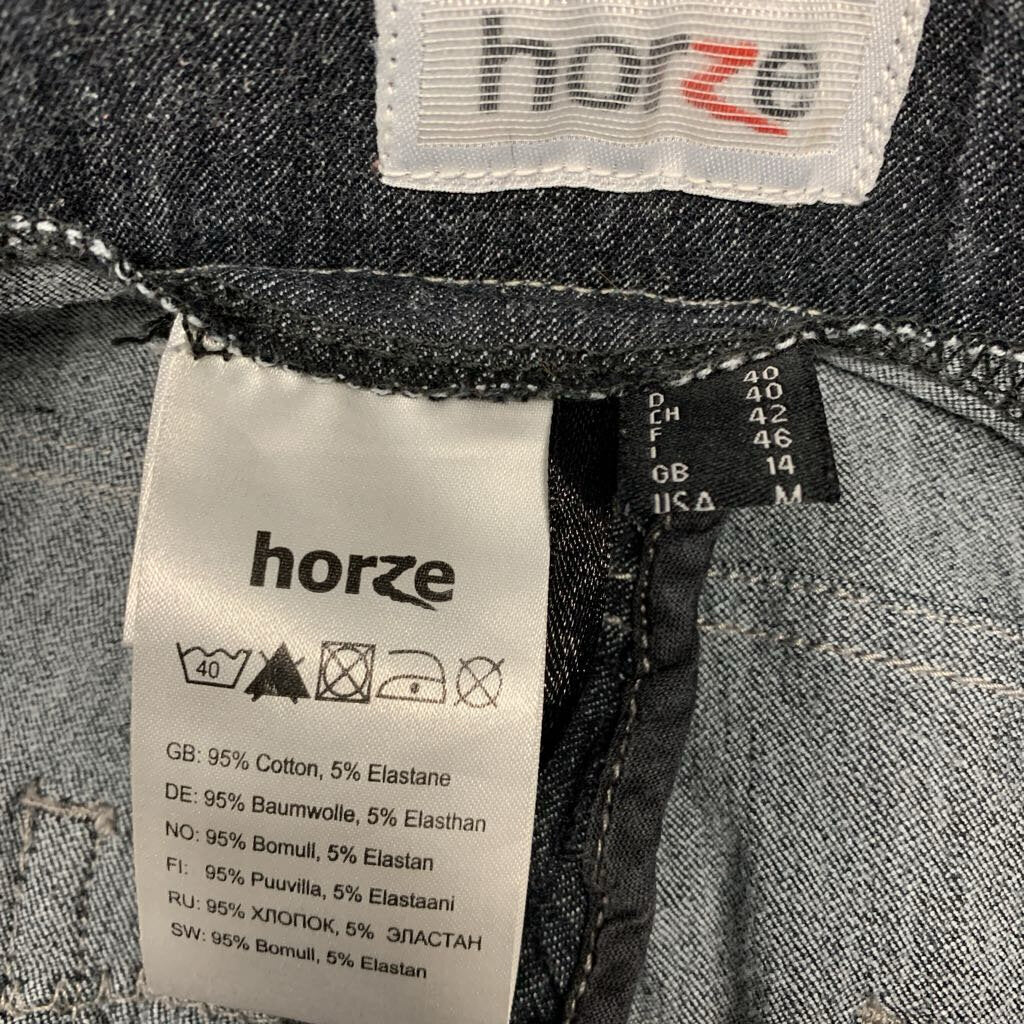 horze
40
D 40
CH 42
F 46
I
GB 14
USA M
horze
40
GB: 95% Cotton, 5% Elastane
DE: 95% Baumwolle, 5% Elasthan
NO: 95% Bomull, 5% Elastan
FI: 95% Puuvilla, 5% Elastaani
RU: 95% ХЛОПОК, 5% ЭЛАСТАН
SW: 95% Bomull, 5% Elastan